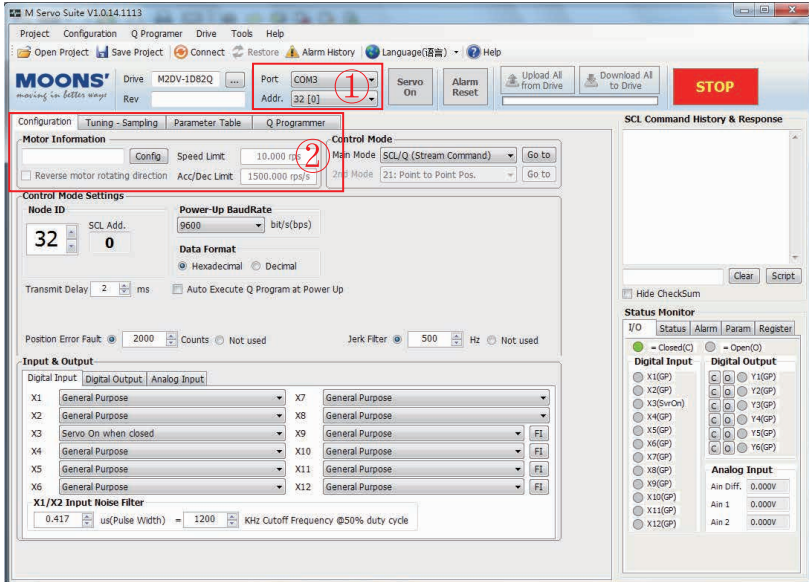 M Servo Suite V1.0.14.1113
Project Configuration Q Programer Drive Tools Help
Open Project Save Project Connect Restore Alarm History Language(语言) Help
MOONS'
moving in better ways
Drive M2DV-1D82Q ...
Rev
Port COM3
Addr. 32 [0]
①
Servo On
Alarm Reset
Upload All from Drive
Download All to Drive
STOP
Configuration Tuning - Sampling Parameter Table Q Programmer
Motor Information
Config Speed Limit 10.000 rps
Reverse motor rotating direction Acc/Dec Limit 1500.000 rps/s
②
Control Mode
Main Mode SCL/Q (Stream Command) Go to
2nd Mode 21: Point to Point Pos. Go to
Control Mode Settings
Node ID
32
SCL Add.
0
Power-Up BaudRate
9600 bit/s(bps)
Data Format
Hexadecimal Decimal
Transmit Delay 2 ms Auto Execute Q Program at Power Up
Position Error Fault 2000 Counts Not used Jerk Filter 500 Hz Not used
Input & Output
Digital Input Digital Output Analog Input
X1 General Purpose X7 General Purpose
X2 General Purpose X8 General Purpose
X3 Servo On when closed X9 General Purpose FI
X4 General Purpose X10 General Purpose FI
X5 General Purpose X11 General Purpose FI
X6 General Purpose X12 General Purpose FI
X1/X2 Input Noise Filter
0.417 us(Pulse Width) = 1200 KHz Cutoff Frequency @50% duty cycle
SCL Command History & Response
Clear Script
Hide CheckSum
Status Monitor
I/O Status Alarm Param Register
= Closed(C) = Open(O)
Digital Input
X1(GP)
X2(GP)
X3(SvrOn)
X4(GP)
X5(GP)
X6(GP)
X7(GP)
X8(GP)
X9(GP)
X10(GP)
X11(GP)
X12(GP)
Digital Output
C O Y1(GP)
C O Y2(GP)
C O Y3(GP)
C O Y4(GP)
C O Y5(GP)
C O Y6(GP)
Analog Input
Ain Diff. 0.000V
Ain 1 0.000V
Ain 2 0.000V